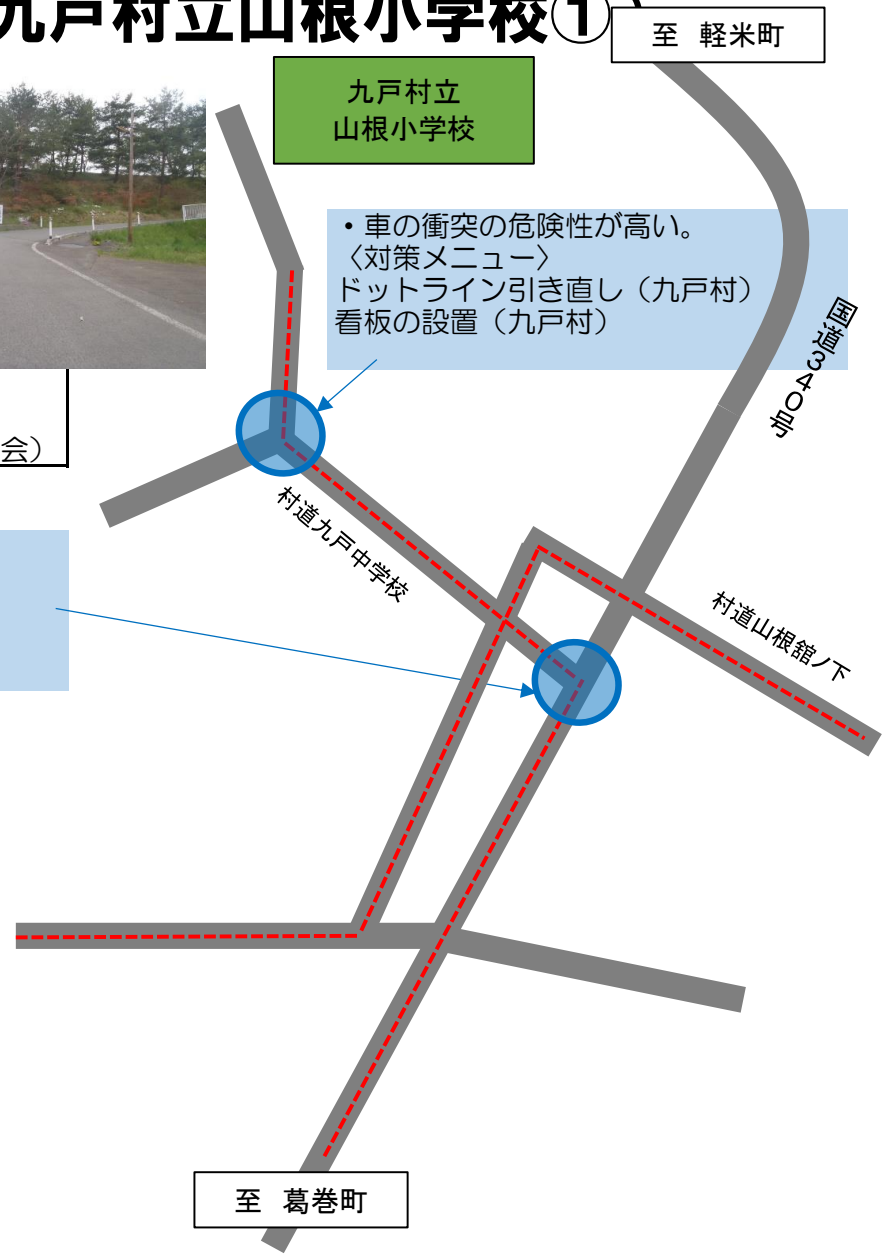 九戸村立山根小学校①)
至 軽米町
九戸村立
山根小学校
・車の衝突の危険性が高い。
〈対策メニュー〉
ドットライン引き直し（九戸村）
看板の設置（九戸村）
国道340号
会）
村道九戸中学校
村道山根舘ノ下
至 葛巻町